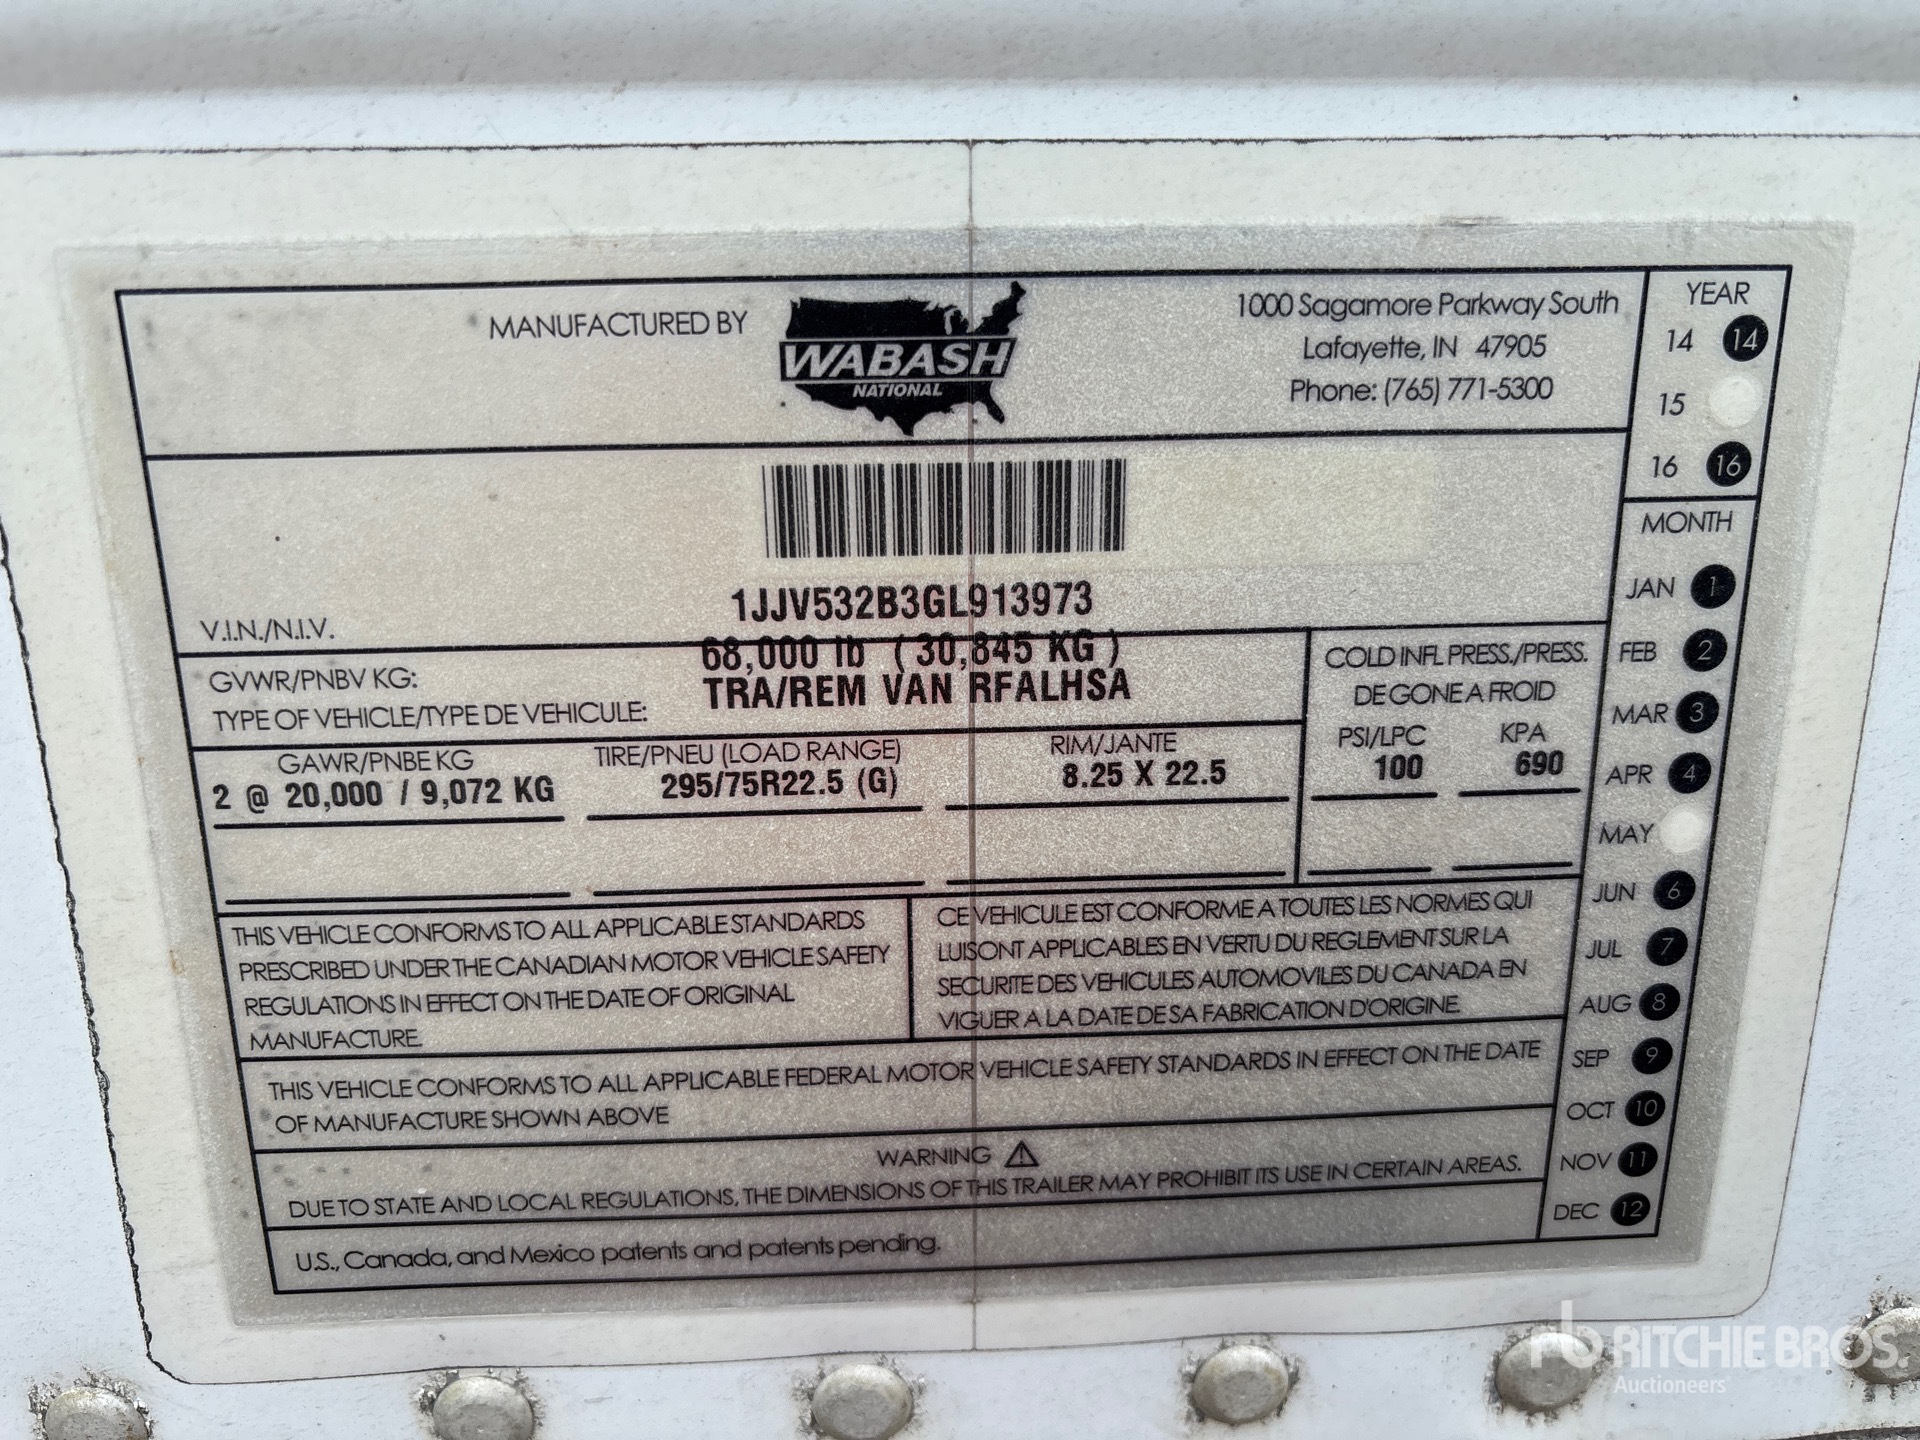 MANUFACTURED BY
WABASH
NATIONAL
1000 Sagamore Parkway South
Lafayette, IN 47905
Phone: (765) 771-5300
YEAR
14 14
15
16 16
1JJV532B3GL913973
V.I.N./N.I.V.
GVWR/PNBV KG: 68,000 lb ( 30,845 KG )
TYPE OF VEHICLE/TYPE DE VEHICULE: TRA/REM VAN RFALHSA
COLD INFL PRESS./PRESS.
DE GONE A FROID
PSI/LPC KPA
100 690
GAWR/PNBE KG TIRE/PNEU (LOAD RANGE) RIM/JANTE
2 @ 20,000 / 9,072 KG 295/75R22.5 (G) 8.25 X 22.5
THIS VEHICLE CONFORMS TO ALL APPLICABLE STANDARDS
PRESCRIBED UNDER THE CANADIAN MOTOR VEHICLE SAFETY
REGULATIONS IN EFFECT ON THE DATE OF ORIGINAL
MANUFACTURE.
CE VEHICULE EST CONFORME A TOUTES LES NORMES QUI
LUI SONT APPLICABLES EN VERTU DU REGLEMENT SUR LA
SECURITE DES VEHICULES AUTOMOVILES DU CANADA EN
VIGUER A LA DATE DE SA FABRICATION D'ORIGINE.
THIS VEHICLE CONFORMS TO ALL APPLICABLE FEDERAL MOTOR VEHICLE SAFETY STANDARDS IN EFFECT ON THE DATE
OF MANUFACTURE SHOWN ABOVE
WARNING
DUE TO STATE AND LOCAL REGULATIONS, THE DIMENSIONS OF THIS TRAILER MAY PROHIBIT ITS USE IN CERTAIN AREAS.
U.S., Canada, and Mexico patents and patents pending.
MONTH
JAN 1
FEB 2
MAR 3
APR 4
MAY
JUN 6
JUL 7
AUG 8
SEP 9
OCT 10
NOV 11
DEC 12
rb RITCHIE BROS.
Auctioneers